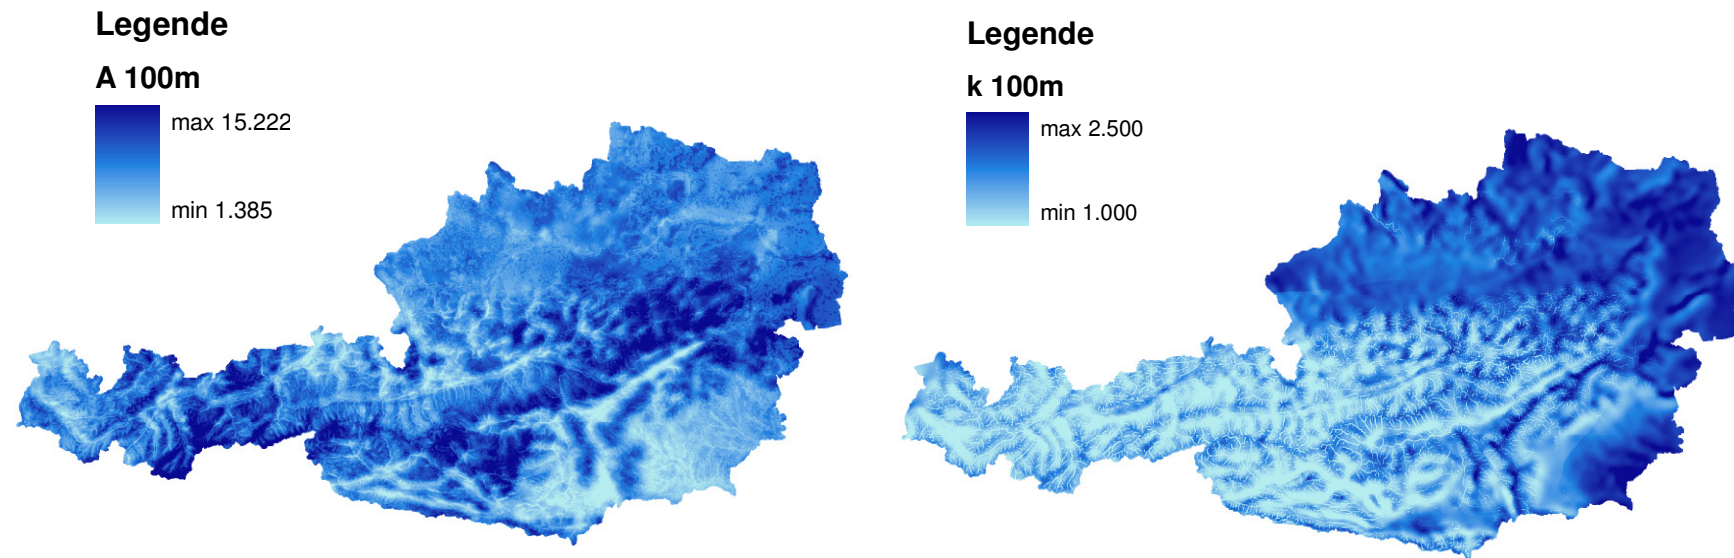 Legende
A 100m
max 15.222
min 1.385
Legende
k 100m
max 2.500
min 1.000